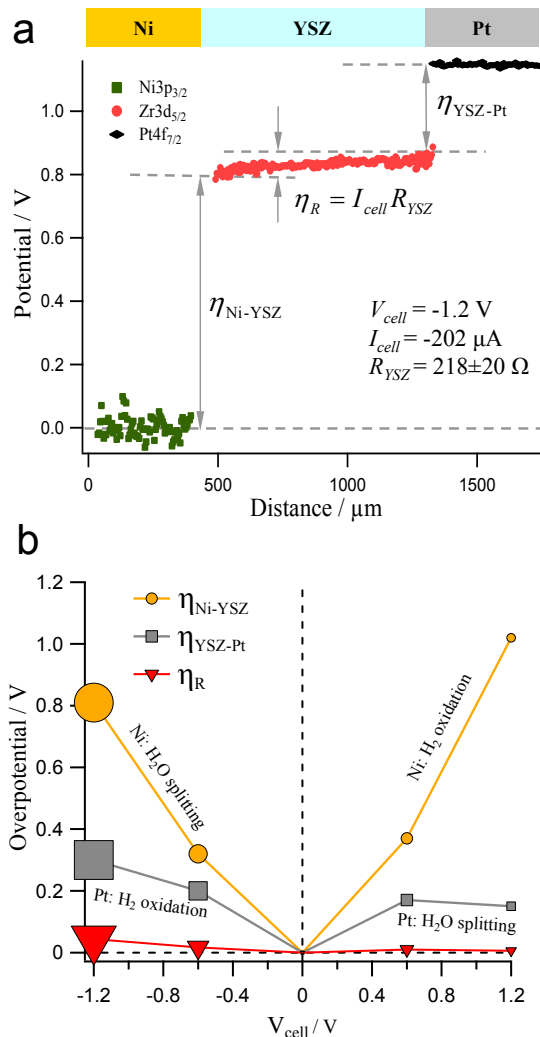 a
Ni YSZ Pt
Ni3p3/2
Zr3d5/2
Pt4f7/2
ηYSZ-Pt
ηR = Icell RYSZ
ηNi-YSZ
Vcell = -1.2 V
Icell = -202 µA
RYSZ = 218±20 Ω
Potential / V
1.0
0.8
0.6
0.4
0.2
0.0
0 500 1000 1500
Distance / µm
b
Overpotential / V
1.2
1.0
0.8
0.6
0.4
0.2
0
ηNi-YSZ
ηYSZ-Pt
ηR
Ni: H2O splitting
Ni: H2 oxidation
Pt: H2 oxidation
Pt: H2O splitting
-1.2 -0.8 -0.4 0 0.4 0.8 1.2
Vcell / V